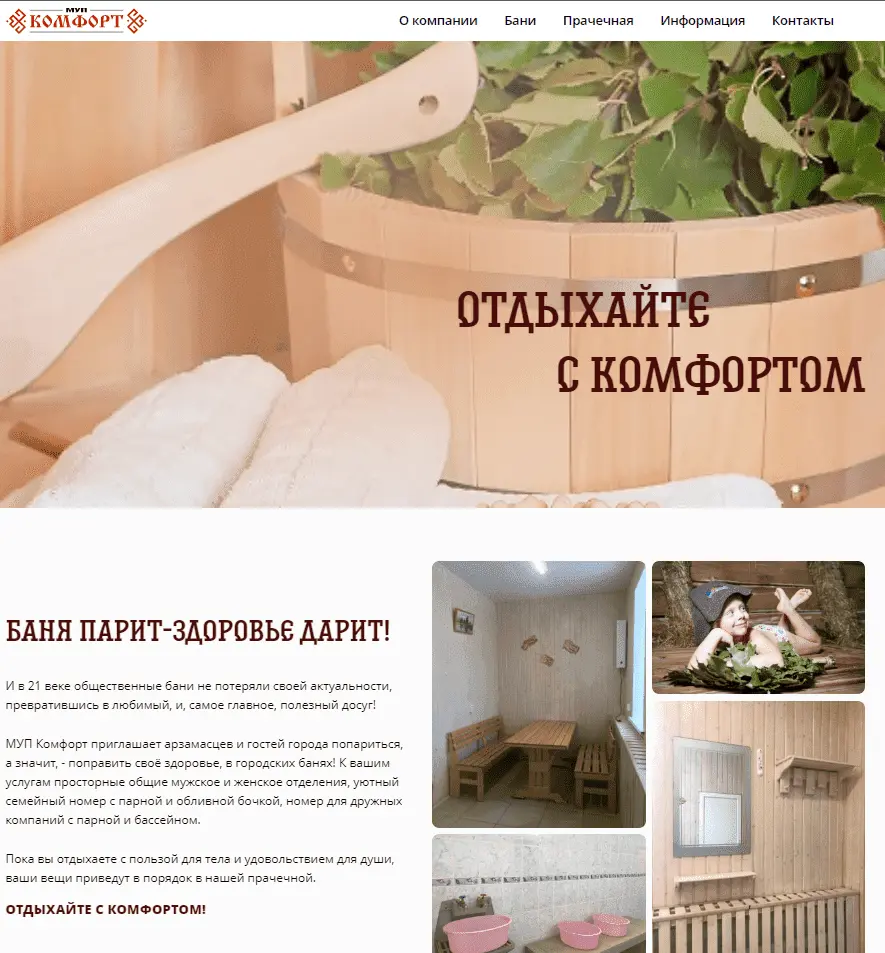 МУП
КОМФОРТ
О компании Бани Прачечная Информация Контакты
ОТДЫХАЙТЕ
С КОМФОРТОМ
БАНЯ ПАРИТ-ЗДОРОВЬЕ ДАРИТ!
И в 21 веке общественные бани не потеряли своей актуальности,
превратившись в любимый, и, самое главное, полезный досуг!
МУП Комфорт приглашает арзамасцев и гостей города попариться,
а значит, - поправить своё здоровье, в городских банях! К вашим
услугам просторные общие мужское и женское отделения, уютный
семейный номер с парной и обливной бочкой, номер для дружных
компаний с парной и бассейном.
Пока вы отдыхаете с пользой для тела и удовольствием для души,
ваши вещи приведут в порядок в нашей прачечной.
ОТДЫХАЙТЕ С КОМФОРТОМ!